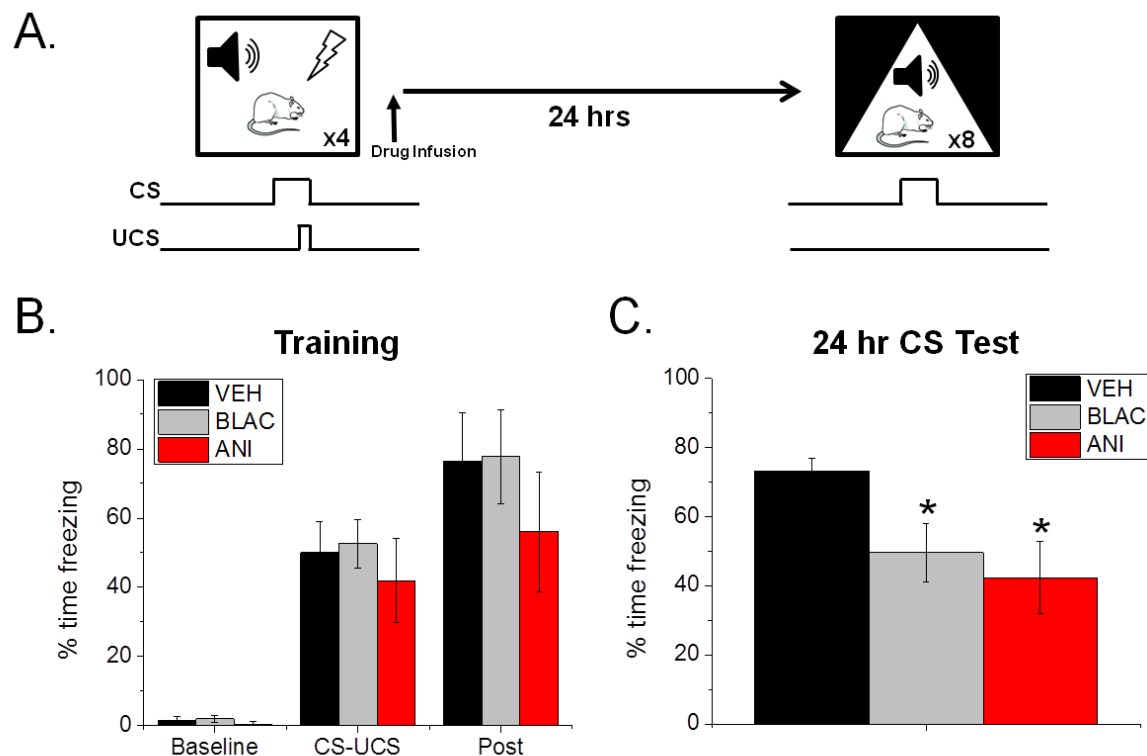 A.
x4
Drug Infusion
24 hrs
x8
CS
UCS
B.
Training
VEH
BLAC
ANI
% time freezing
100
80
60
40
20
0
Baseline
CS-UCS
Post
C.
24 hr CS Test
VEH
BLAC
ANI
% time freezing
100
80
60
40
20
0
*
*